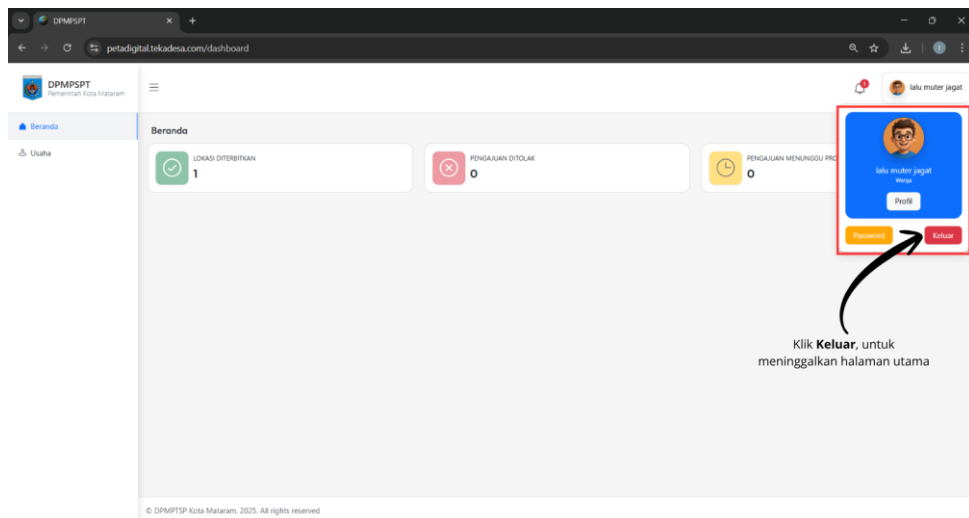 DPMPSPT
petadigital.tekadesa.com/dashboard
DPMPSPT
Pemerintah Kota Mataram
lalu muter jagat
Beranda
Usaha
Beranda
LOKASI DITERBITKAN
1
PENGAJUAN DITOLAK
0
PENGAJUAN MENUNGGU PRO
0
lalu muter jagat
Warga
Profil
Password
Keluar
Klik Keluar, untuk
meninggalkan halaman utama
© DPMPTSP Kota Mataram. 2025. All rights reserved